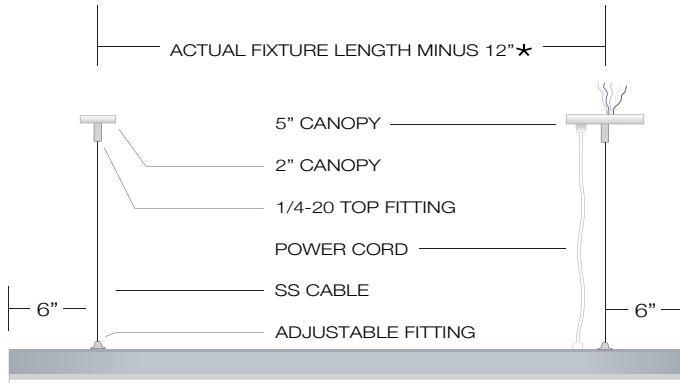 ACTUAL FIXTURE LENGTH MINUS 12”*
5” CANOPY
2” CANOPY
1/4-20 TOP FITTING
POWER CORD
SS CABLE
6”
6”
ADJUSTABLE FITTING